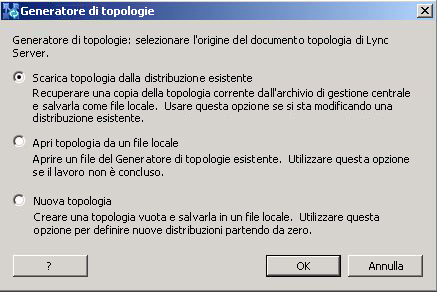 Generatore di topologie
Generatore di topologie: selezionare l'origine del documento topologia di Lync
Server.
Scarica topologia dalla distribuzione esistente
Recuperare una copia della topologia corrente dall'archivio di gestione centrale
e salvarla come file locale. Usare questa opzione se si sta modificando una
distribuzione esistente.
Apri topologia da un file locale
Aprire un file del Generatore di topologie esistente. Utilizzare questa opzione
se il lavoro non è concluso.
Nuova topologia
Creare una topologia vuota e salvarla in un file locale. Utilizzare questa
opzione per definire nuove distribuzioni partendo da zero.
? OK Annulla